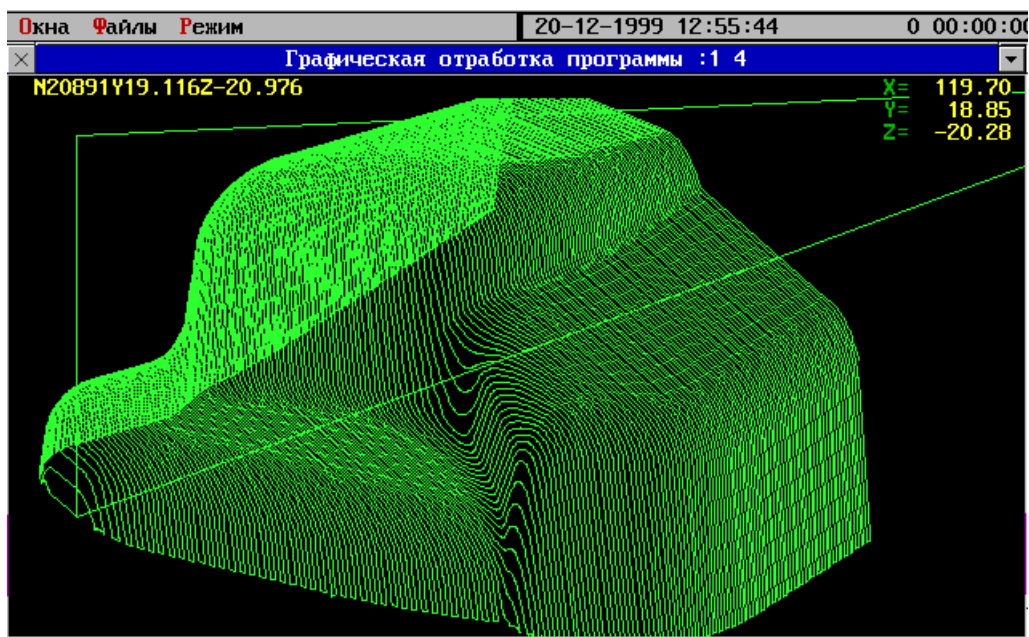 Окна Файлы Режим 20-12-1999 12:55:44 0 00:00:0
Графическая отработка программы :1 4
N20891Y19.116Z-20.976
X= 119.70
Y= 18.85
Z= -20.28